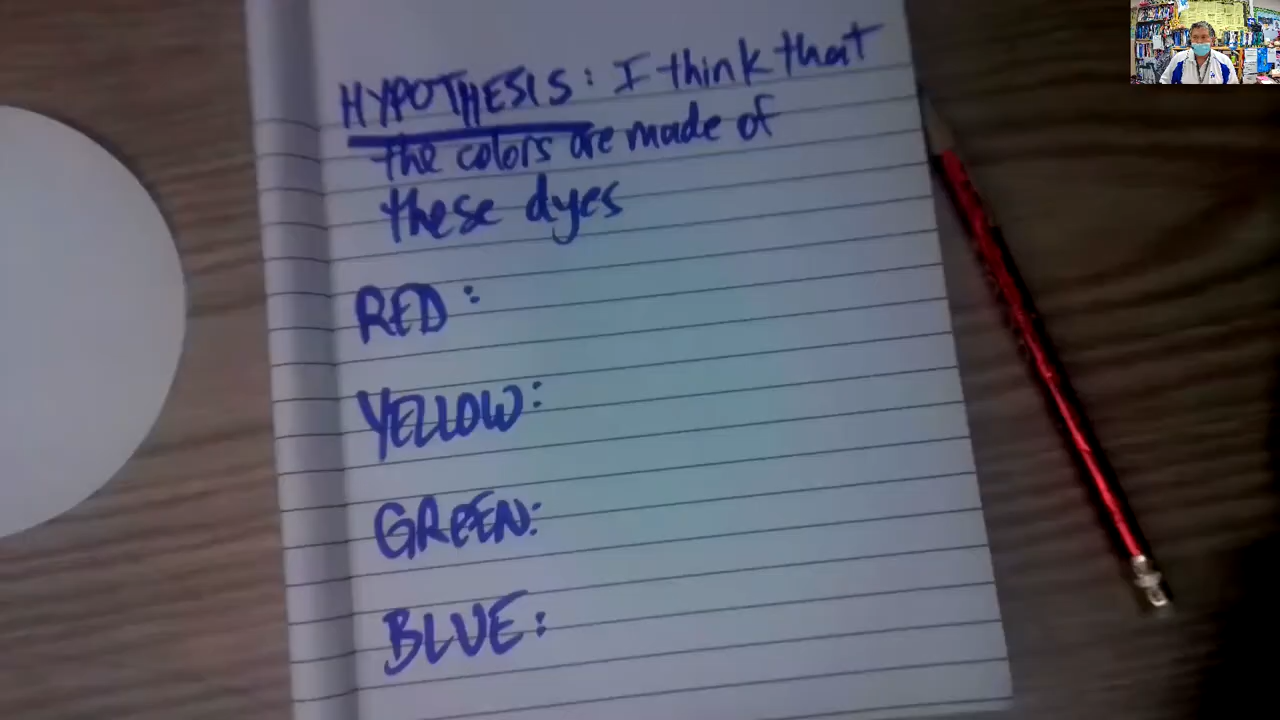 HYPOTHESIS: I think that
the colors are made of
these dyes
RED:
YELLOW:
GREEN:
BLUE: